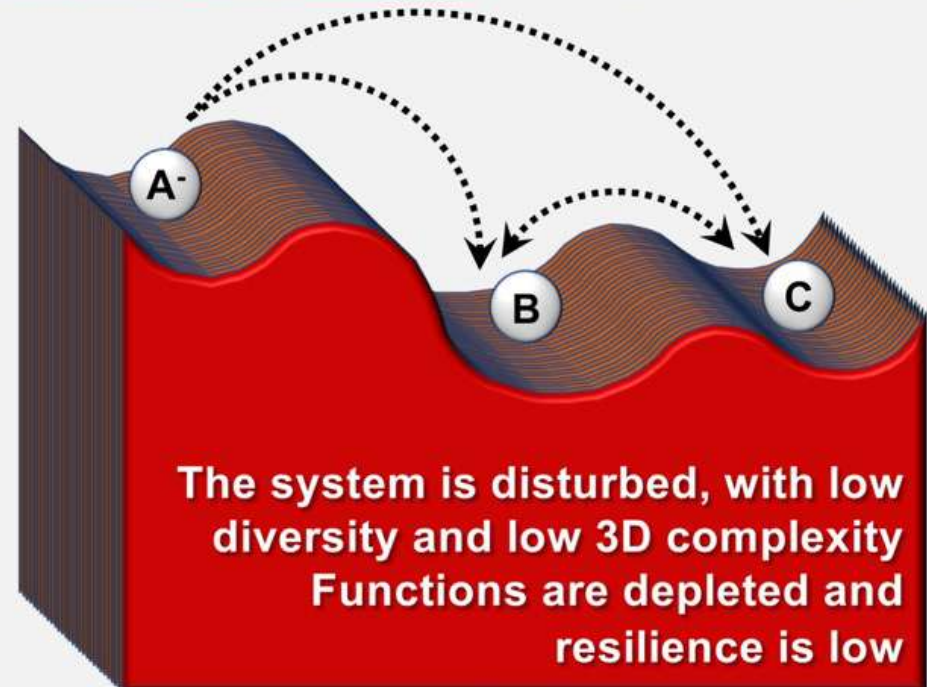 A-
B
C
The system is disturbed, with low
diversity and low 3D complexity
Functions are depleted and
resilience is low